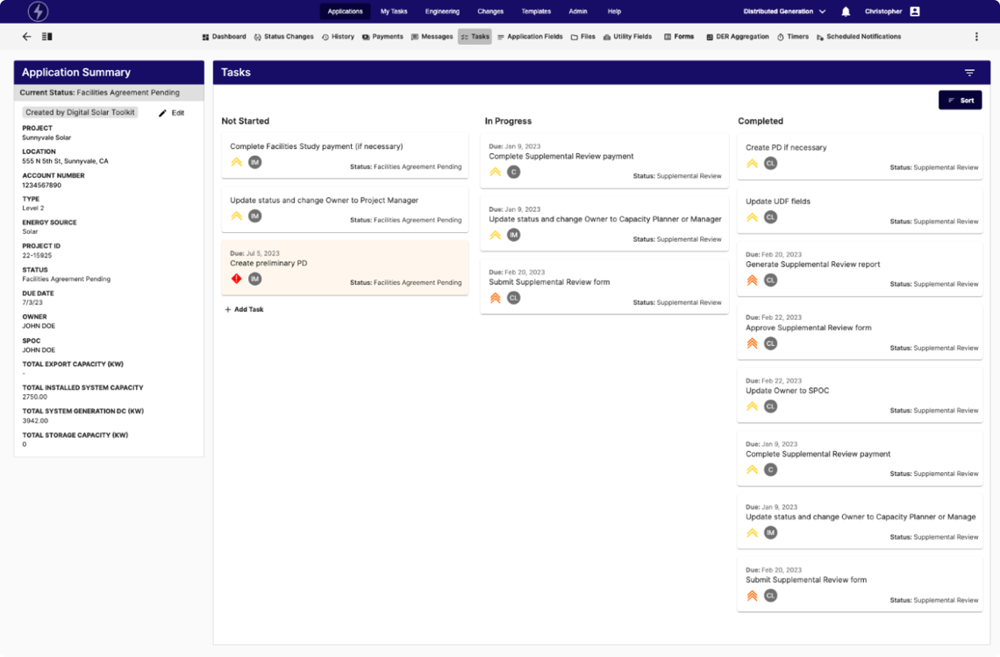 Applications My Tasks Engineering Changes Templates Admin Help Distributed Generation Christopher
Dashboard Status Changes History Payments Messages Tasks Application Fields Files Utility Fields Forms DER Aggregation Timers Scheduled Notifications
Application Summary
Current Status: Facilities Agreement Pending
Created by Digital Solar Toolkit Edit
PROJECT
Sunnyvale Solar
LOCATION
555 N 5th St, Sunnyvale, CA
ACCOUNT NUMBER
1234567890
TYPE
Level 2
ENERGY SOURCE
Solar
PROJECT ID
22-15925
STATUS
Facilities Agreement Pending
DUE DATE
7/3/23
OWNER
JOHN DOE
SPOC
JOHN DOE
TOTAL EXPORT CAPACITY (KW)
-
TOTAL INSTALLED SYSTEM CAPACITY
2750.00
TOTAL SYSTEM GENERATION DC (KW)
3942.00
TOTAL STORAGE CAPACITY (KW)
0
Tasks
Sort
Not Started
Complete Facilities Study payment (if necessary)
IM
Status: Facilities Agreement Pending
Update status and change Owner to Project Manager
IM
Status: Facilities Agreement Pending
Due: Jul 5, 2023
Create preliminary PD
IM
Status: Facilities Agreement Pending
+ Add Task
In Progress
Due: Jan 9, 2023
Complete Supplemental Review payment
C
Status: Supplemental Review
Due: Jan 9, 2023
Update status and change Owner to Capacity Planner or Manager
IM
Status: Supplemental Review
Due: Feb 20, 2023
Submit Supplemental Review form
CL
Status: Supplemental Review
Completed
Create PD if necessary
CL
Status: Supplemental Review
Update UDF fields
CL
Status: Supplemental Review
Due: Feb 20, 2023
Generate Supplemental Review report
CL
Status: Supplemental Review
Due: Feb 22, 2023
Approve Supplemental Review form
CL
Status: Supplemental Review
Due: Feb 22, 2023
Update Owner to SPOC
CL
Status: Supplemental Review
Due: Jan 9, 2023
Complete Supplemental Review payment
C
Status: Supplemental Review
Due: Jan 9, 2023
Update status and change Owner to Capacity Planner or Manage
IM
Status: Supplemental Review
Due: Feb 20, 2023
Submit Supplemental Review form
CL
Status: Supplemental Review